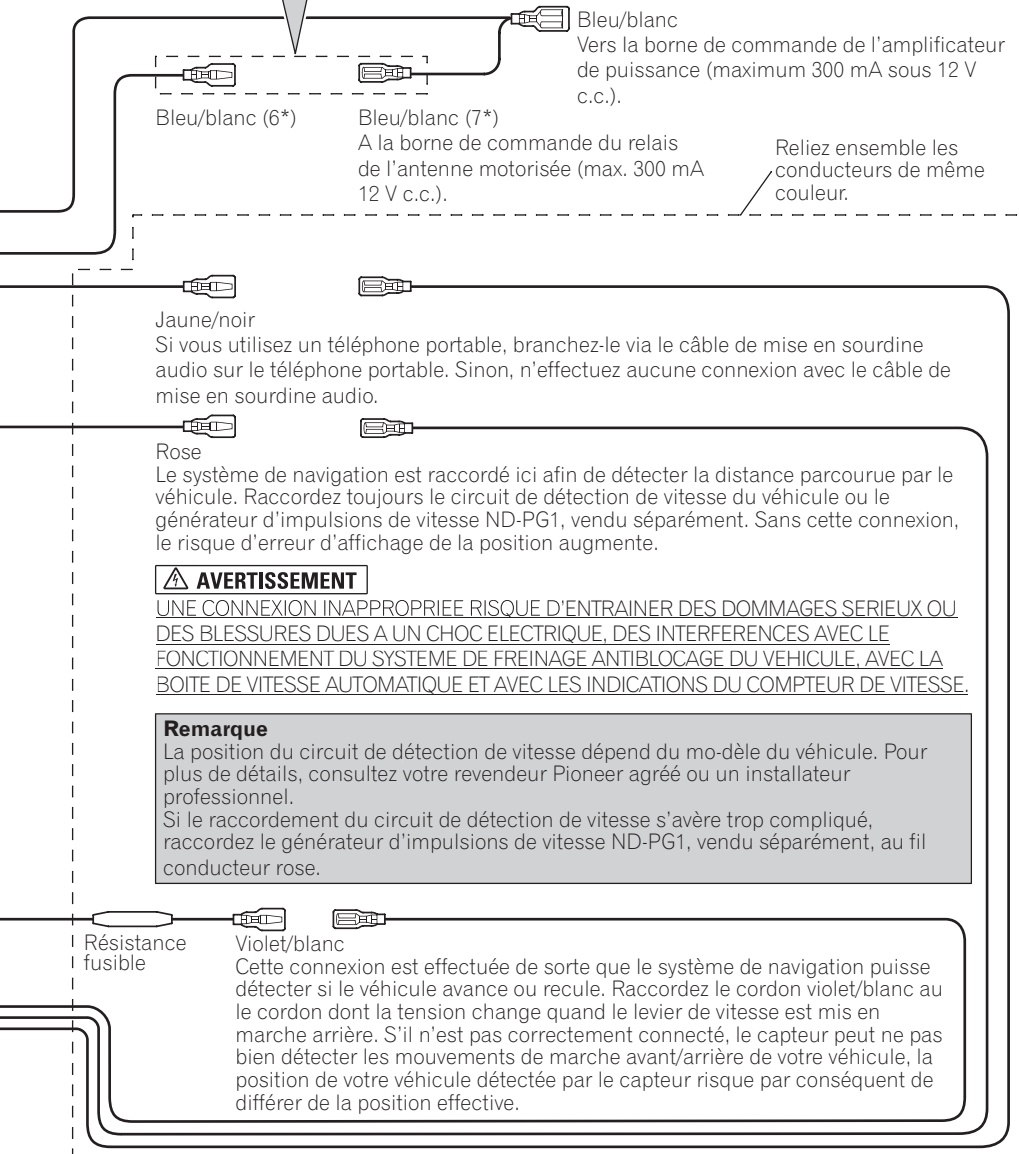 Bleu/blanc
Vers la borne de commande de l'amplificateur
de puissance (maximum 300 mA sous 12 V
c.c.).
Bleu/blanc (6*)
Bleu/blanc (7*)
A la borne de commande du relais
de l'antenne motorisée (max. 300 mA
12 V c.c.).
Reliez ensemble les
conducteurs de même
couleur.
Jaune/noir
Si vous utilisez un téléphone portable, branchez-le via le câble de mise en sourdine
audio sur le téléphone portable. Sinon, n'effectuez aucune connexion avec le câble de
mise en sourdine audio.
Rose
Le système de navigation est raccordé ici afin de détecter la distance parcourue par le
véhicule. Raccordez toujours le circuit de détection de vitesse du véhicule ou le
générateur d'impulsions de vitesse ND-PG1, vendu séparément. Sans cette connexion,
le risque d'erreur d'affichage de la position augmente.
AVERTISSEMENT
UNE CONNEXION INAPPROPRIEE RISQUE D'ENTRAINER DES DOMMAGES SERIEUX OU
DES BLESSURES DUES A UN CHOC ELECTRIQUE, DES INTERFERENCES AVEC LE
FONCTIONNEMENT DU SYSTEME DE FREINAGE ANTIBLOCAGE DU VEHICULE, AVEC LA
BOITE DE VITESSE AUTOMATIQUE ET AVEC LES INDICATIONS DU COMPTEUR DE VITESSE.
Remarque
La position du circuit de détection de vitesse dépend du mo-dèle du véhicule. Pour
plus de détails, consultez votre revendeur Pioneer agréé ou un installateur
professionnel.
Si le raccordement du circuit de détection de vitesse s'avère trop compliqué,
raccordez le générateur d'impulsions de vitesse ND-PG1, vendu séparément, au fil
conducteur rose.
Résistance
fusible
Violet/blanc
Cette connexion est effectuée de sorte que le système de navigation puisse
détecter si le véhicule avance ou recule. Raccordez le cordon violet/blanc au
le cordon dont la tension change quand le levier de vitesse est mis en
marche arrière. S'il n'est pas correctement connecté, le capteur peut ne pas
bien détecter les mouvements de marche avant/arrière de votre véhicule, la
position de votre véhicule détectée par le capteur risque par conséquent de
différer de la position effective.